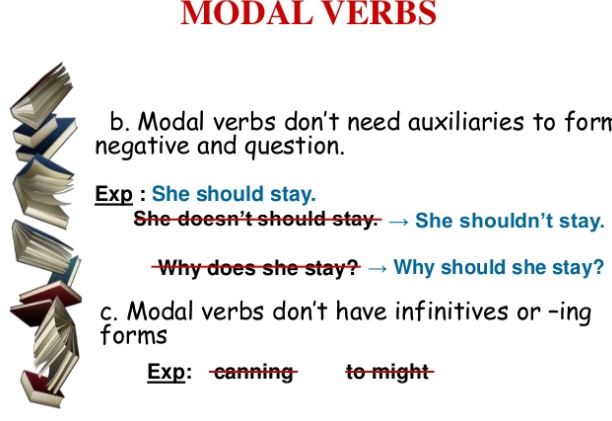 MODAL VERBS
b. Modal verbs don't need auxiliaries to form
negative and question.
Exp : She should stay.
She doesn't should stay. → She shouldn't stay.
Why does she stay? → Why should she stay?
c. Modal verbs don't have infinitives or –ing
forms
Exp: canning to might